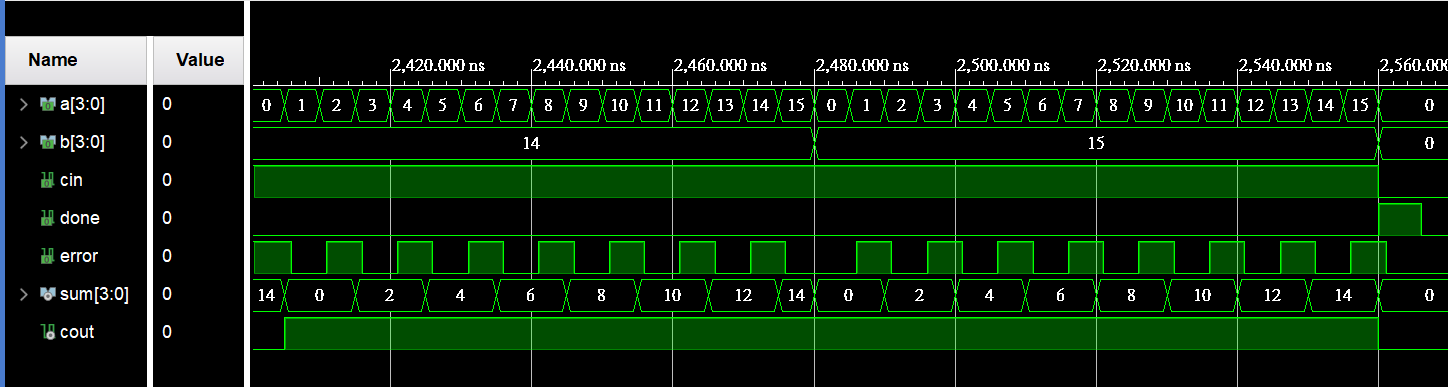 Name Value
2,420.000 ns 2,440.000 ns 2,460.000 ns 2,480.000 ns 2,500.000 ns 2,520.000 ns 2,540.000 ns 2,560.000
a[3:0] 0 0 1 2 3 4 5 6 7 8 9 10 11 12 13 14 15 0 1 2 3 4 5 6 7 8 9 10 11 12 13 14 15 0
b[3:0] 0 14 15 0
cin 0
done 0
error 0
sum[3:0] 0 14 0 2 4 6 8 10 12 14 0 2 4 6 8 10 12 14 0
cout 0